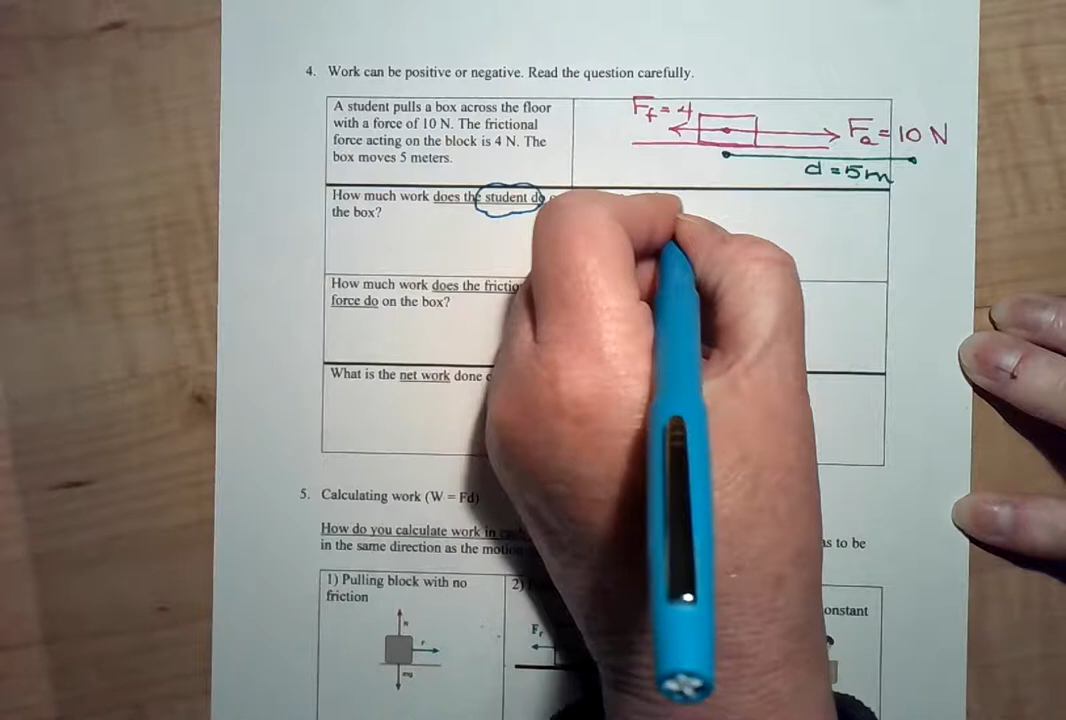 4. Work can be positive or negative. Read the question carefully.
A student pulls a box across the floor
with a force of 10 N. The frictional
force acting on the block is 4 N. The
box moves 5 meters.
Ff = 4
Fa = 10 N
d = 5m
How much work does the student do
the box?
How much work does the
force do on the box?
What is the net work done
5. Calculating work (W = Fd)
How do you calculate work in
in the same direction as the motion
to be
1) Pulling block with no
friction
2)
onstant
N
F
mg
Fr